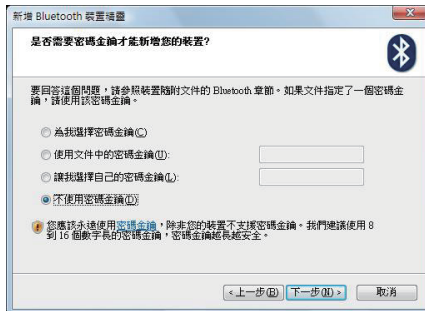 新增 Bluetooth 裝置精靈
是否需要密碼金鑰才能新增您的裝置?
要回答這個問題，請參照裝置隨附文件的 Bluetooth 章節。如果文件指定了一個密碼金
鑰，請使用該密碼金鑰。
為我選擇密碼金鑰(C)
使用文件中的密碼金鑰(U):
讓我選擇自己的密碼金鑰(L):
不使用密碼金鑰(D)
您應該永遠使用密碼金鑰，除非您的裝置不支援密碼金鑰。我們建議使用 8
到 16 個數字長的密碼金鑰，密碼金鑰越長越安全。
<上一步(B) 下一步(N)> 取消